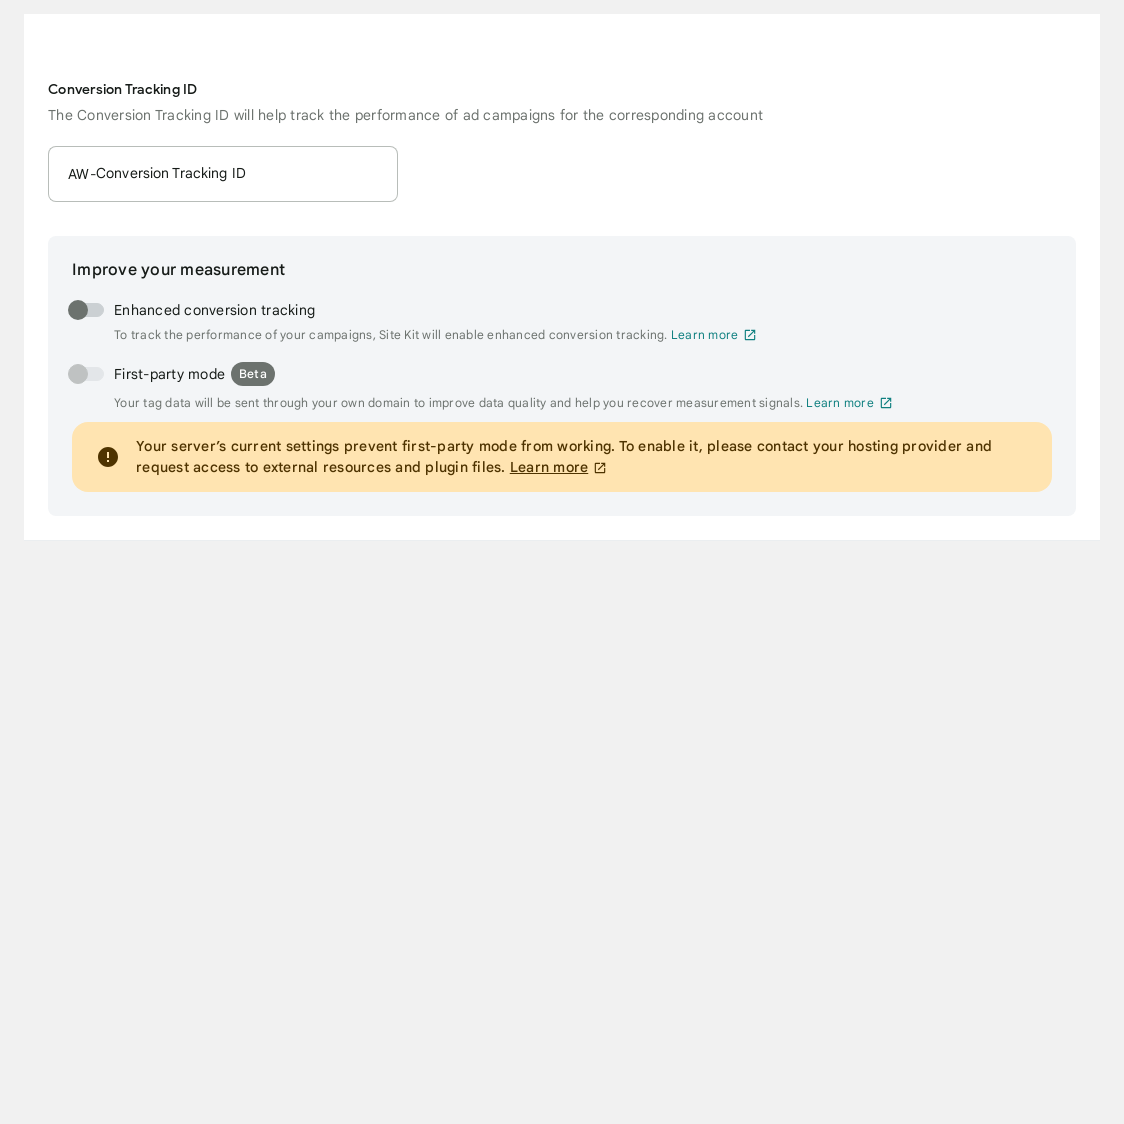 Conversion Tracking ID
The Conversion Tracking ID will help track the performance of ad campaigns for the corresponding account
AW-Conversion Tracking ID
Improve your measurement
Enhanced conversion tracking
To track the performance of your campaigns, Site Kit will enable enhanced conversion tracking. Learn more
First-party mode Beta
Your tag data will be sent through your own domain to improve data quality and help you recover measurement signals. Learn more
Your server’s current settings prevent first-party mode from working. To enable it, please contact your hosting provider and
request access to external resources and plugin files. Learn more